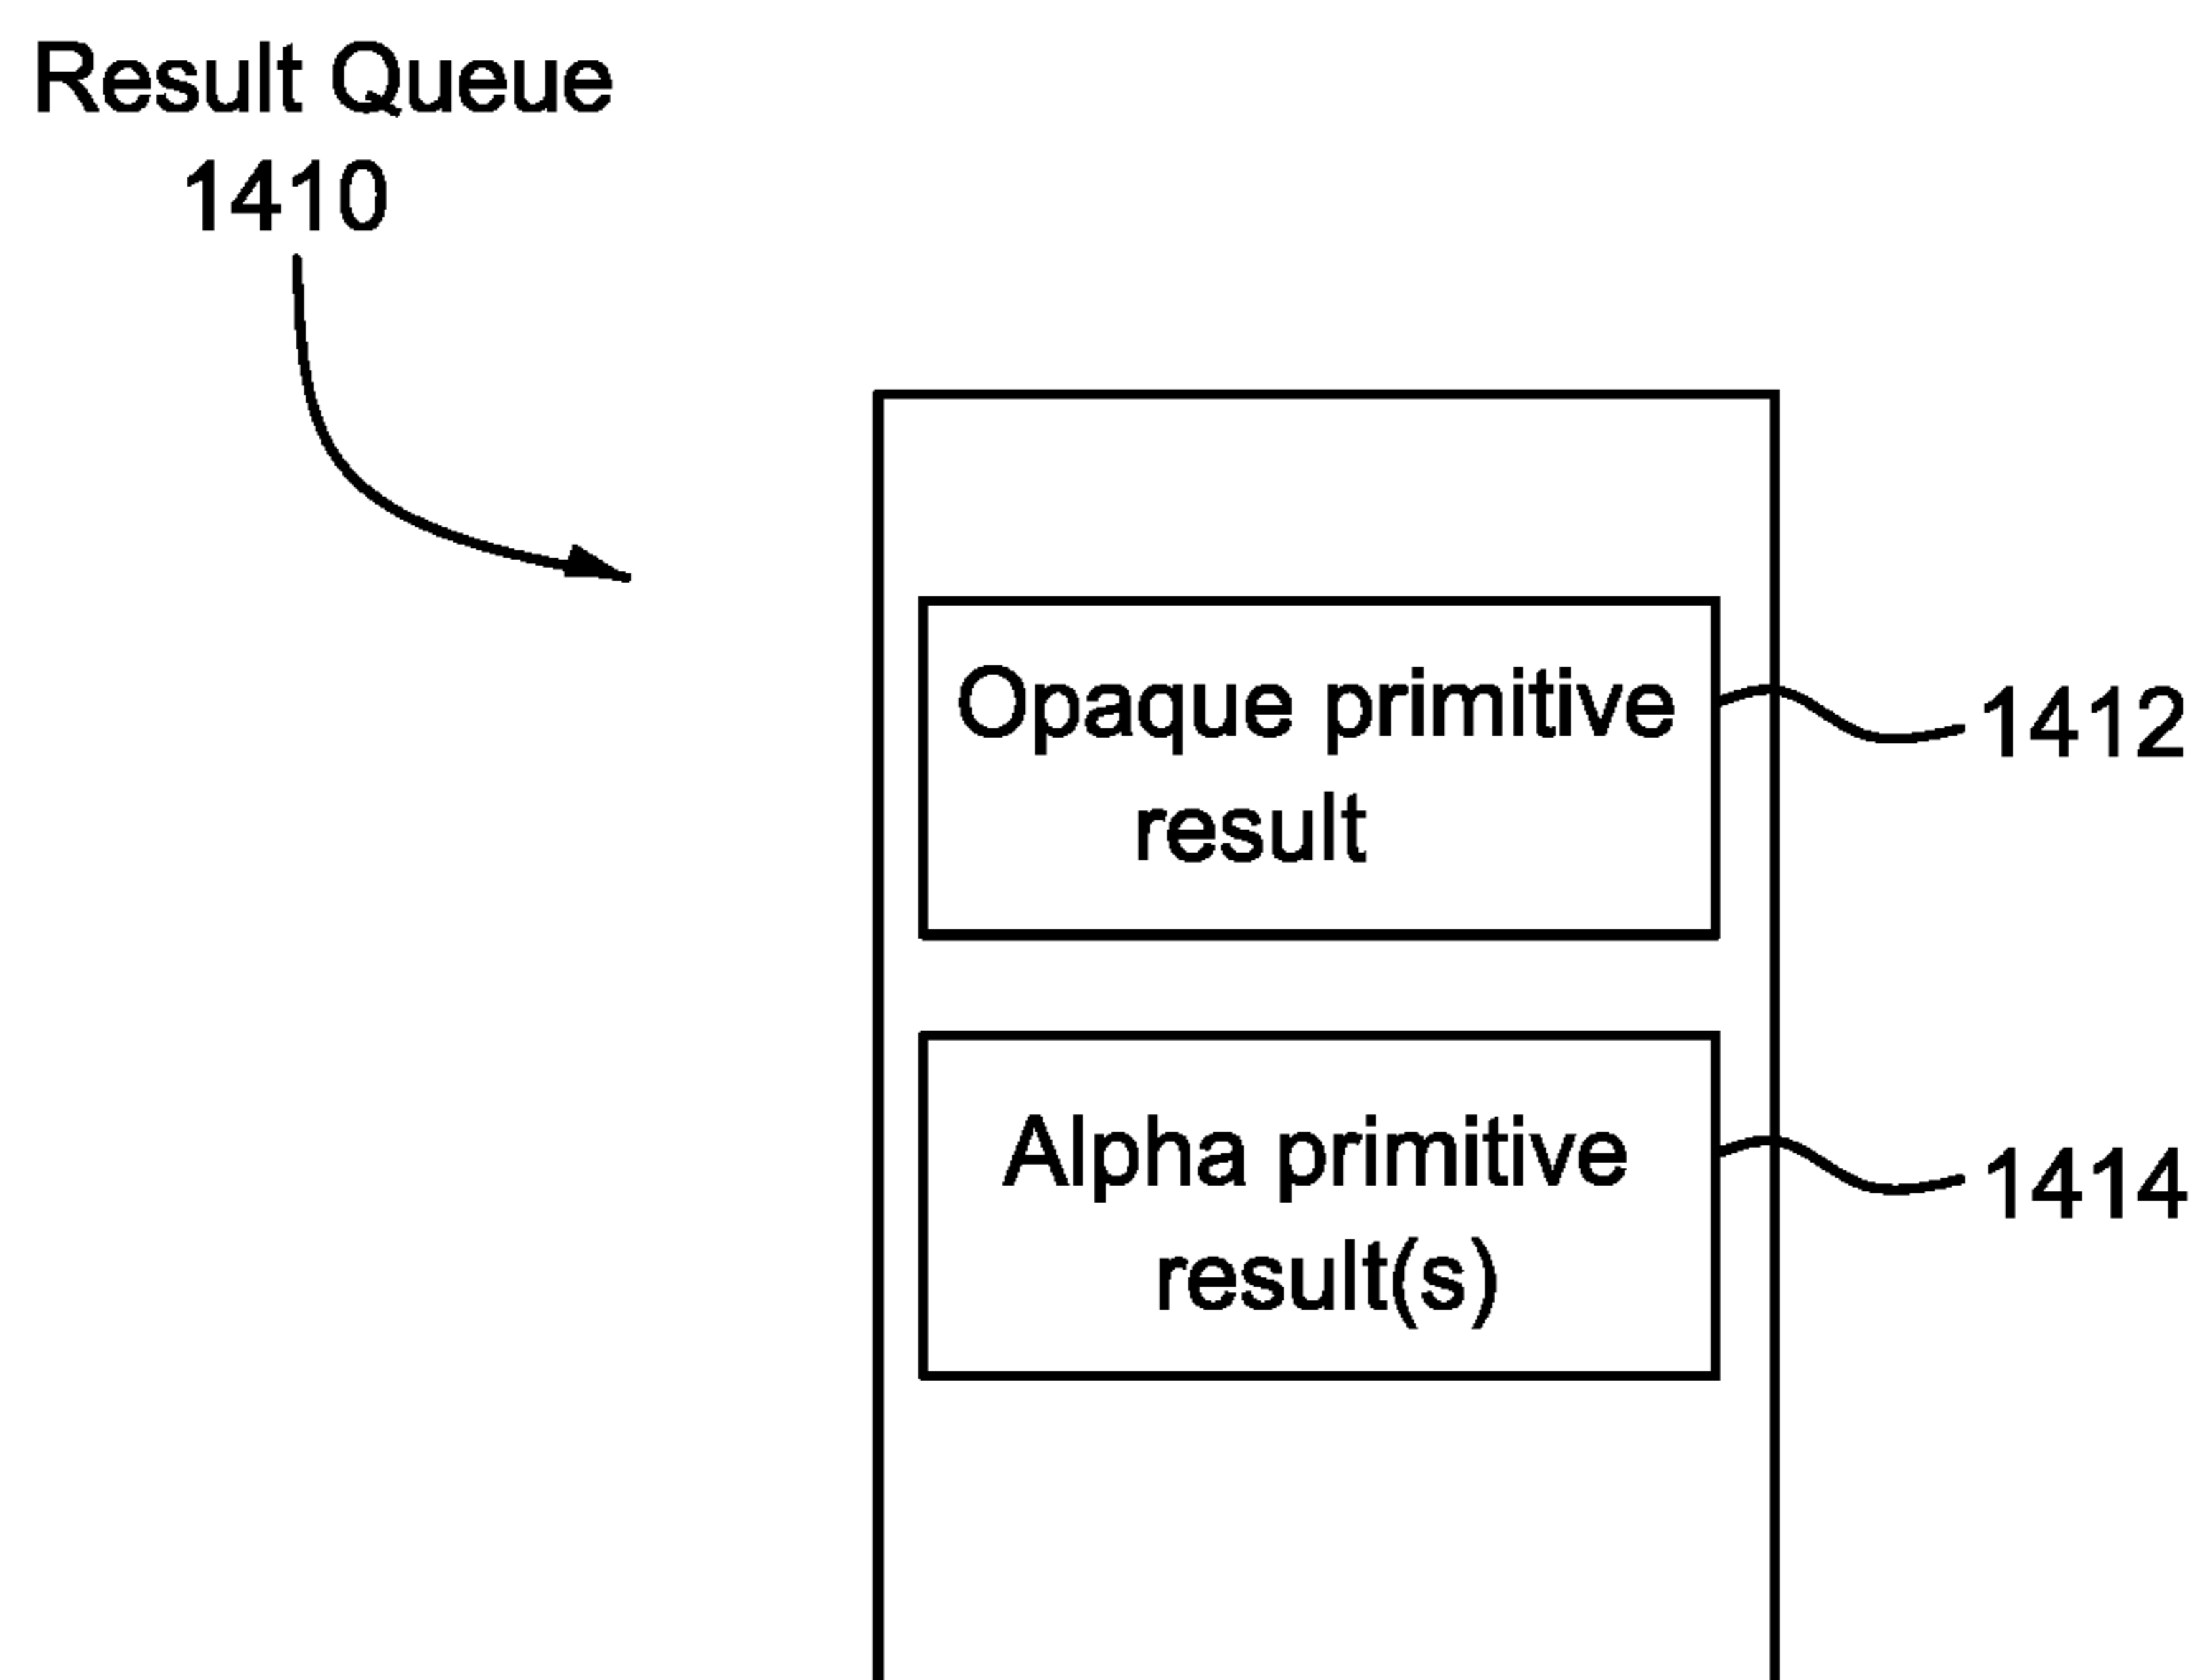 Result Queue
1410
Opaque primitive
result
1412
Alpha primitive
result(s)
1414